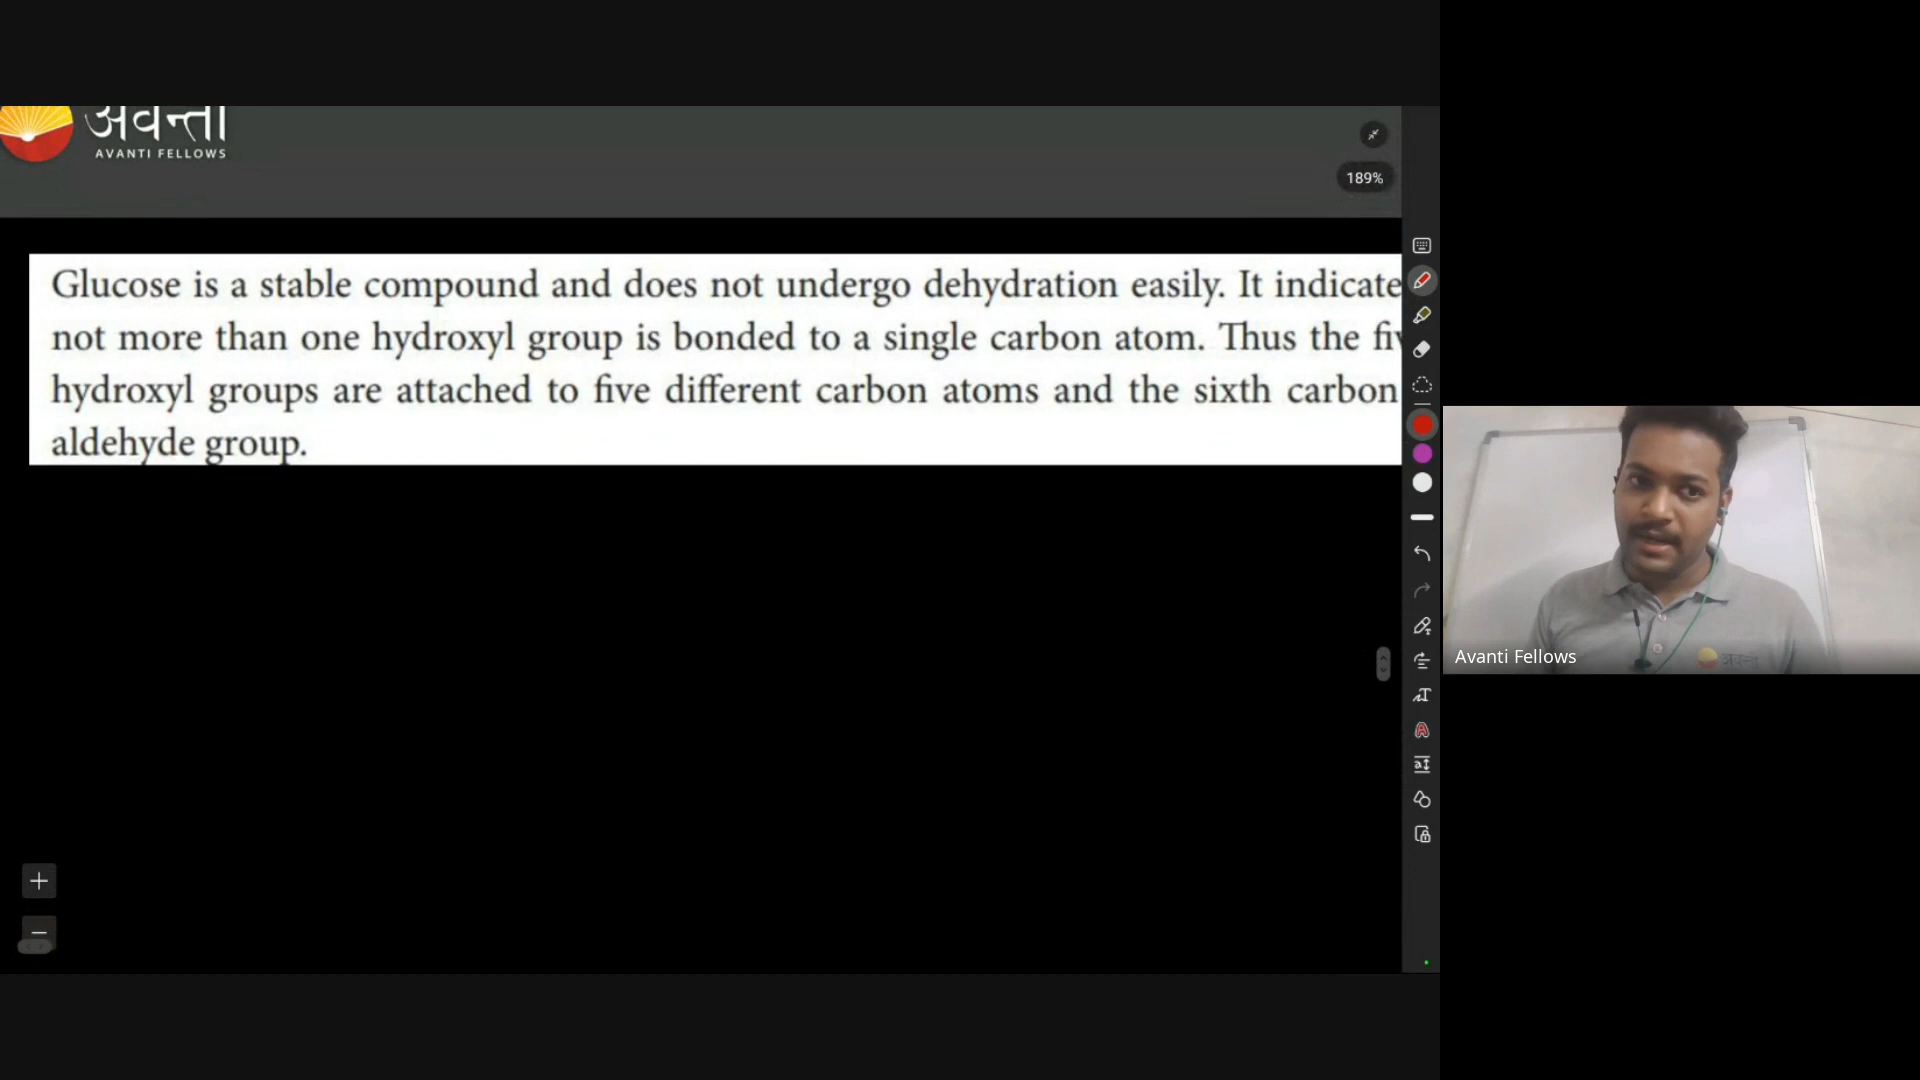 अवन्ती
AVANTI FELLOWS
189%
Glucose is a stable compound and does not undergo dehydration easily. It indicate
not more than one hydroxyl group is bonded to a single carbon atom. Thus the
hydroxyl groups are attached to five different carbon atoms and the sixth carbon
aldehyde group.
Avanti Fellows